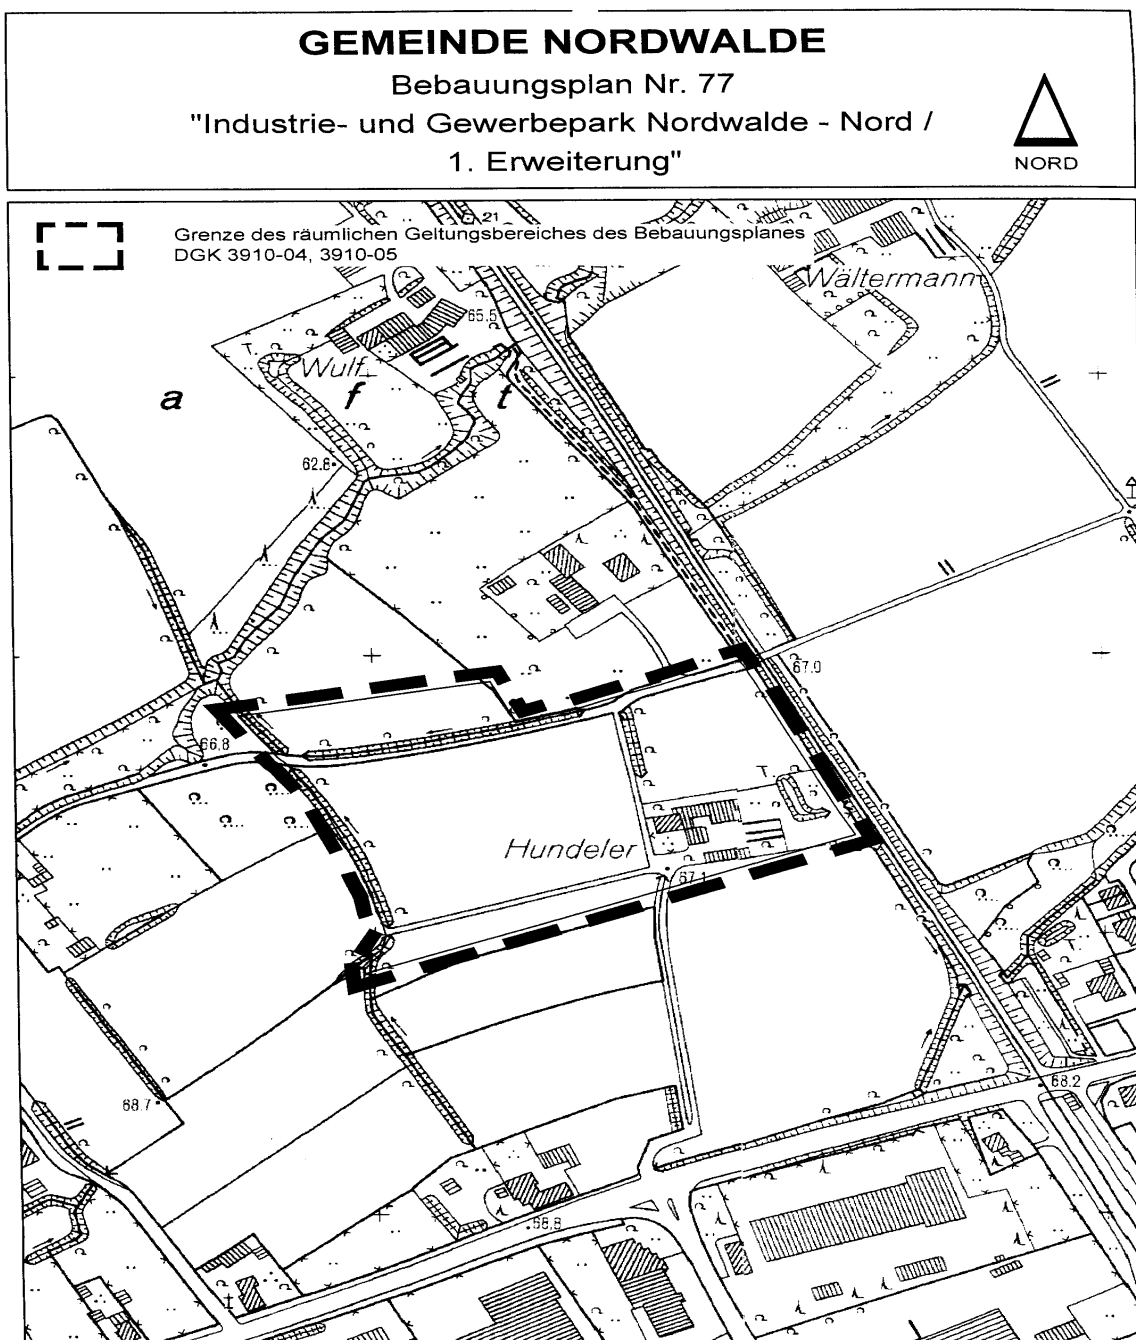 GEMEINDE NORDWALDE
Bebauungsplan Nr. 77
"Industrie- und Gewerbepark Nordwalde - Nord /
1. Erweiterung"
NORD
21
Grenze des räumlichen Geltungsbereiches des Bebauungsplanes
DGK 3910-04, 3910-05
Wältermann
65.5
Wulf
a f t
62.8
67.0
66.8
Hundeler
67.1
68.2
68.7
68.8